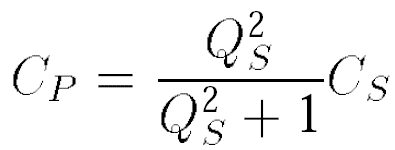 C_P = \frac{Q_S^2}{Q_S^2 + 1} C_S